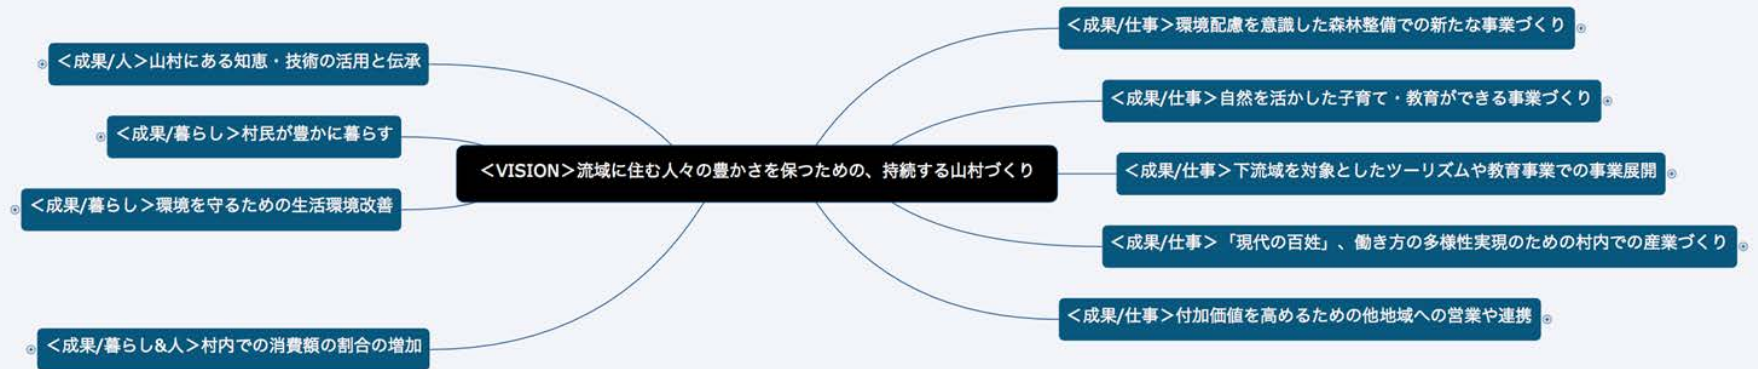 ＜成果/人＞山村にある知恵・技術の活用と伝承
＜成果/暮らし＞村民が豊かに暮らす
＜成果/暮らし＞環境を守るための生活環境改善
＜成果/暮らし&人＞村内での消費額の割合の増加
＜VISION＞流域に住む人々の豊かさを保つための、持続する山村づくり
＜成果/仕事＞環境配慮を意識した森林整備での新たな事業づくり
＜成果/仕事＞自然を活かした子育て・教育ができる事業づくり
＜成果/仕事＞下流域を対象としたツーリズムや教育事業での事業展開
＜成果/仕事＞「現代の百姓」、働き方の多様性実現のための村内での産業づくり
＜成果/仕事＞付加価値を高めるための他地域への営業や連携